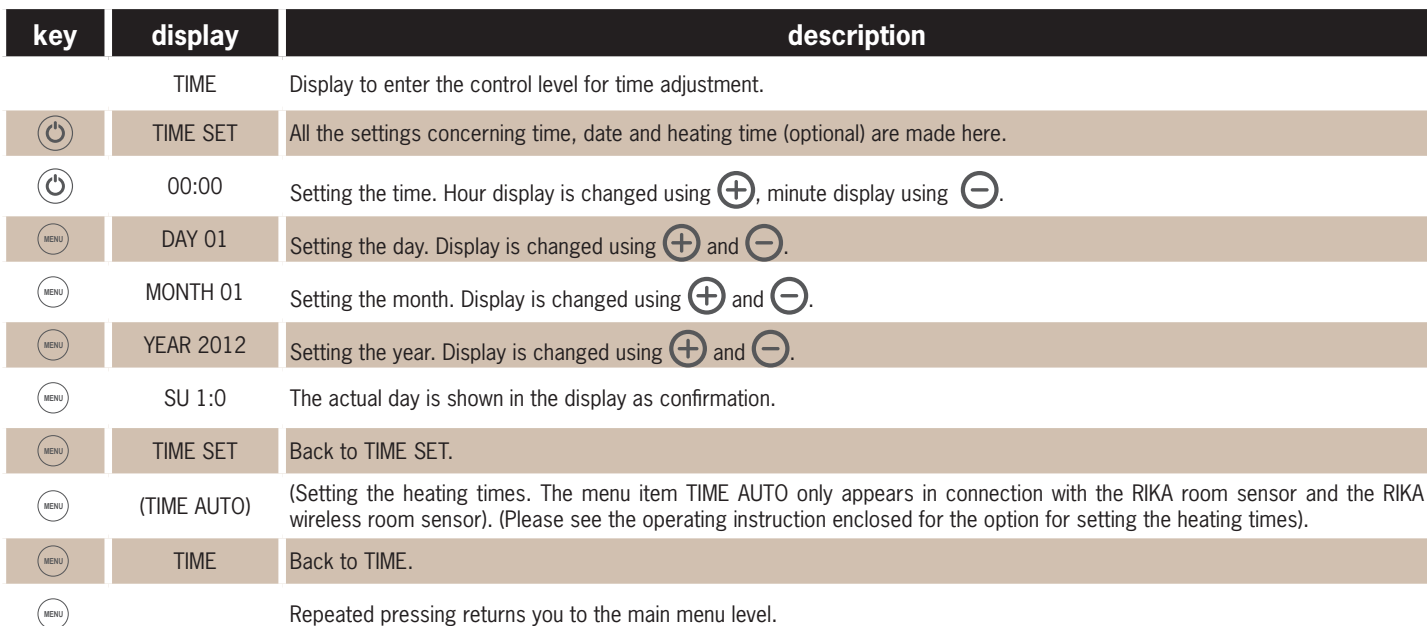 key display description
TIME Display to enter the control level for time adjustment.
TIME SET All the settings concerning time, date and heating time (optional) are made here.
00:00 Setting the time. Hour display is changed using ⊕, minute display using ⊖.
MENU DAY 01 Setting the day. Display is changed using ⊕ and ⊖.
MENU MONTH 01 Setting the month. Display is changed using ⊕ and ⊖.
MENU YEAR 2012 Setting the year. Display is changed using ⊕ and ⊖.
MENU SU 1:0 The actual day is shown in the display as confirmation.
MENU TIME SET Back to TIME SET.
MENU (TIME AUTO) (Setting the heating times. The menu item TIME AUTO only appears in connection with the RIKA room sensor and the RIKA
wireless room sensor). (Please see the operating instruction enclosed for the option for setting the heating times).
MENU TIME Back to TIME.
MENU Repeated pressing returns you to the main menu level.